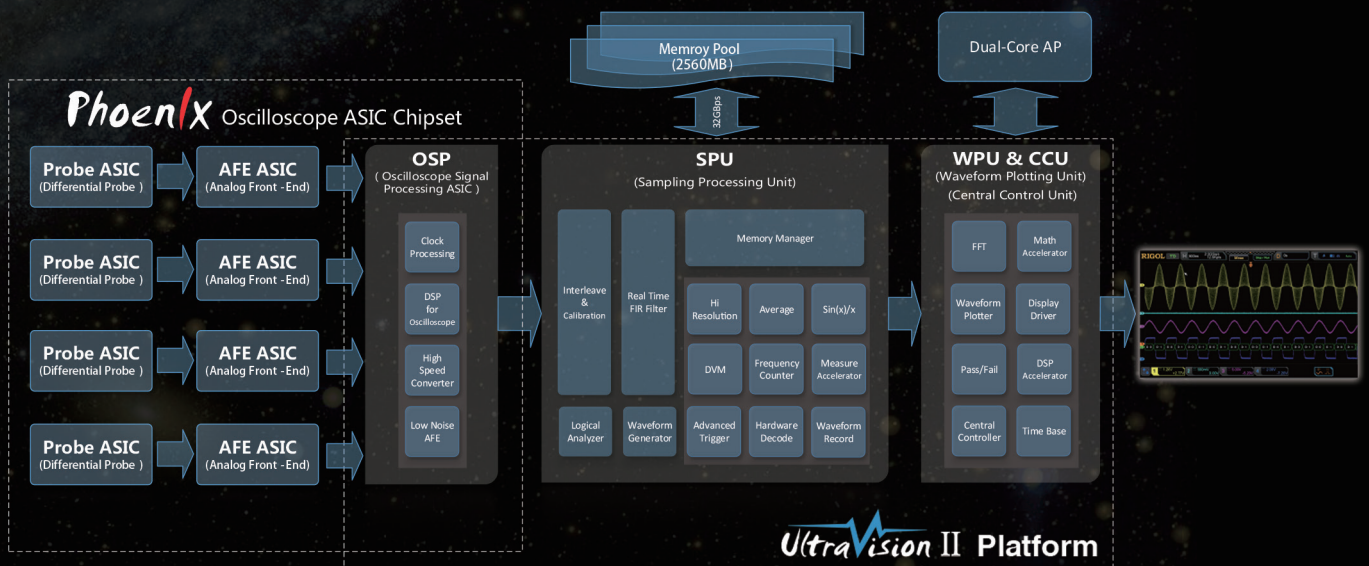 Memroy Pool
(2560MB)
Dual-Core AP
32GBps
Phoenix Oscilloscope ASIC Chipset
Probe ASIC
(Differential Probe )
AFE ASIC
(Analog Front -End)
Probe ASIC
(Differential Probe )
AFE ASIC
(Analog Front -End)
Probe ASIC
(Differential Probe )
AFE ASIC
(Analog Front -End)
Probe ASIC
(Differential Probe )
AFE ASIC
(Analog Front -End)
OSP
( Oscilloscope Signal
Processing ASIC )
Clock
Processing
DSP
for
Oscilloscope
High
Speed
Converter
Low Noise
AFE
SPU
(Sampling Processing Unit)
Interleave
&
Calibration
Real Time
FIR Filter
Memory Manager
Hi
Resolution
Average
Sin(x)/x
DVM
Frequency
Counter
Measure
Accelerator
Logical
Analyzer
Waveform
Generator
Advanced
Trigger
Hardware
Decode
Waveform
Record
WPU & CCU
(Waveform Plotting Unit)
(Central Control Unit)
FFT
Math
Accelerator
Waveform
Plotter
Display
Driver
Pass/Fail
DSP
Accelerator
Central
Controller
Time Base
RIGOL
UltraVision II Platform